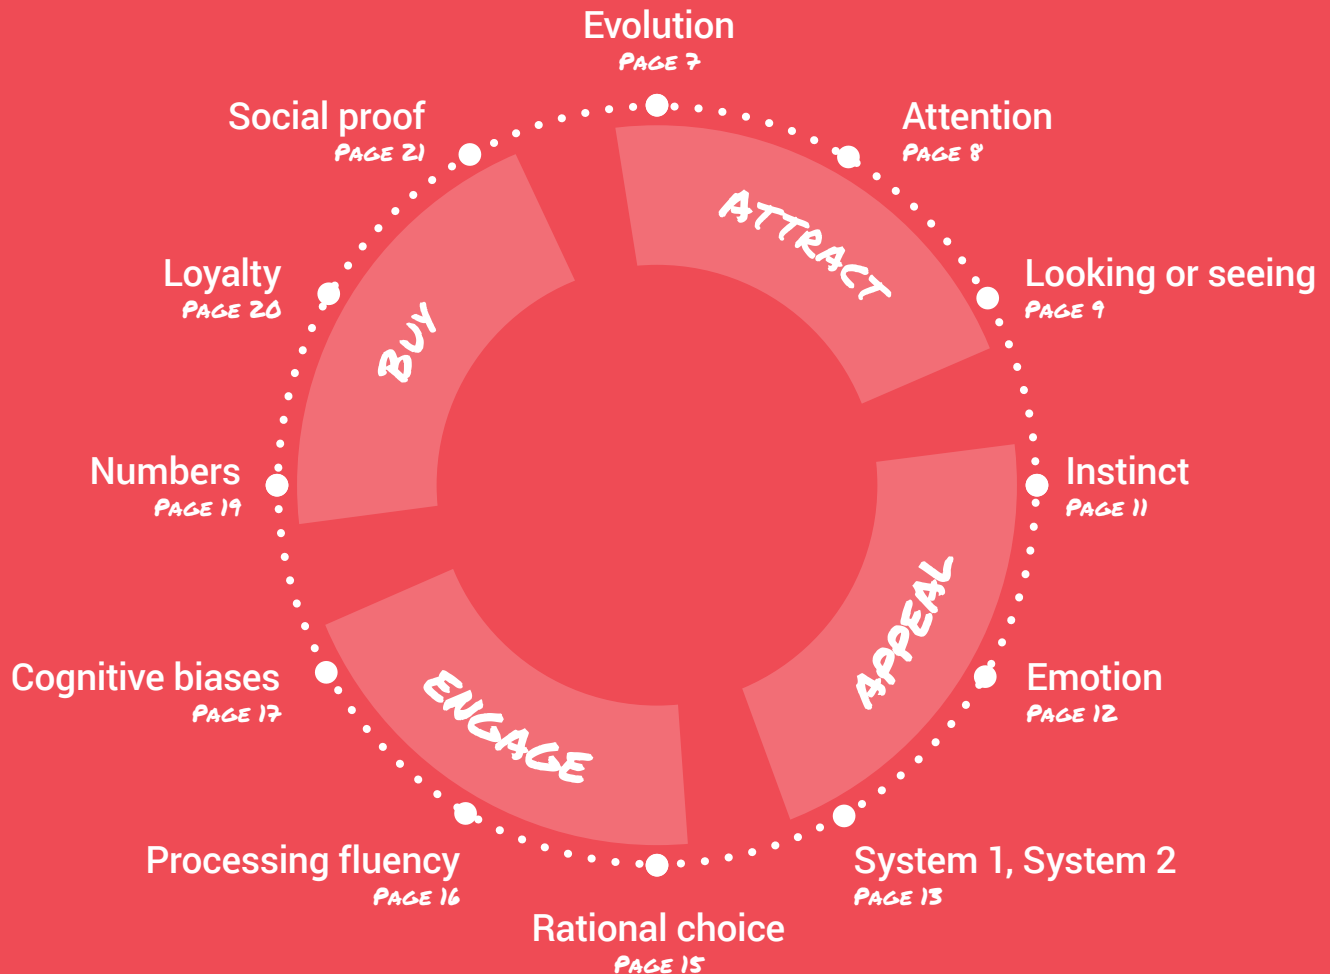 Evolution
PAGE 7
Attention
PAGE 8
Looking or seeing
PAGE 9
Instinct
PAGE 11
Emotion
PAGE 12
System 1, System 2
PAGE 13
Rational choice
PAGE 15
Processing fluency
PAGE 16
Cognitive biases
PAGE 17
Numbers
PAGE 19
Loyalty
PAGE 20
Social proof
PAGE 21
ATTRACT
APPEAL
ENGAGE
BUY